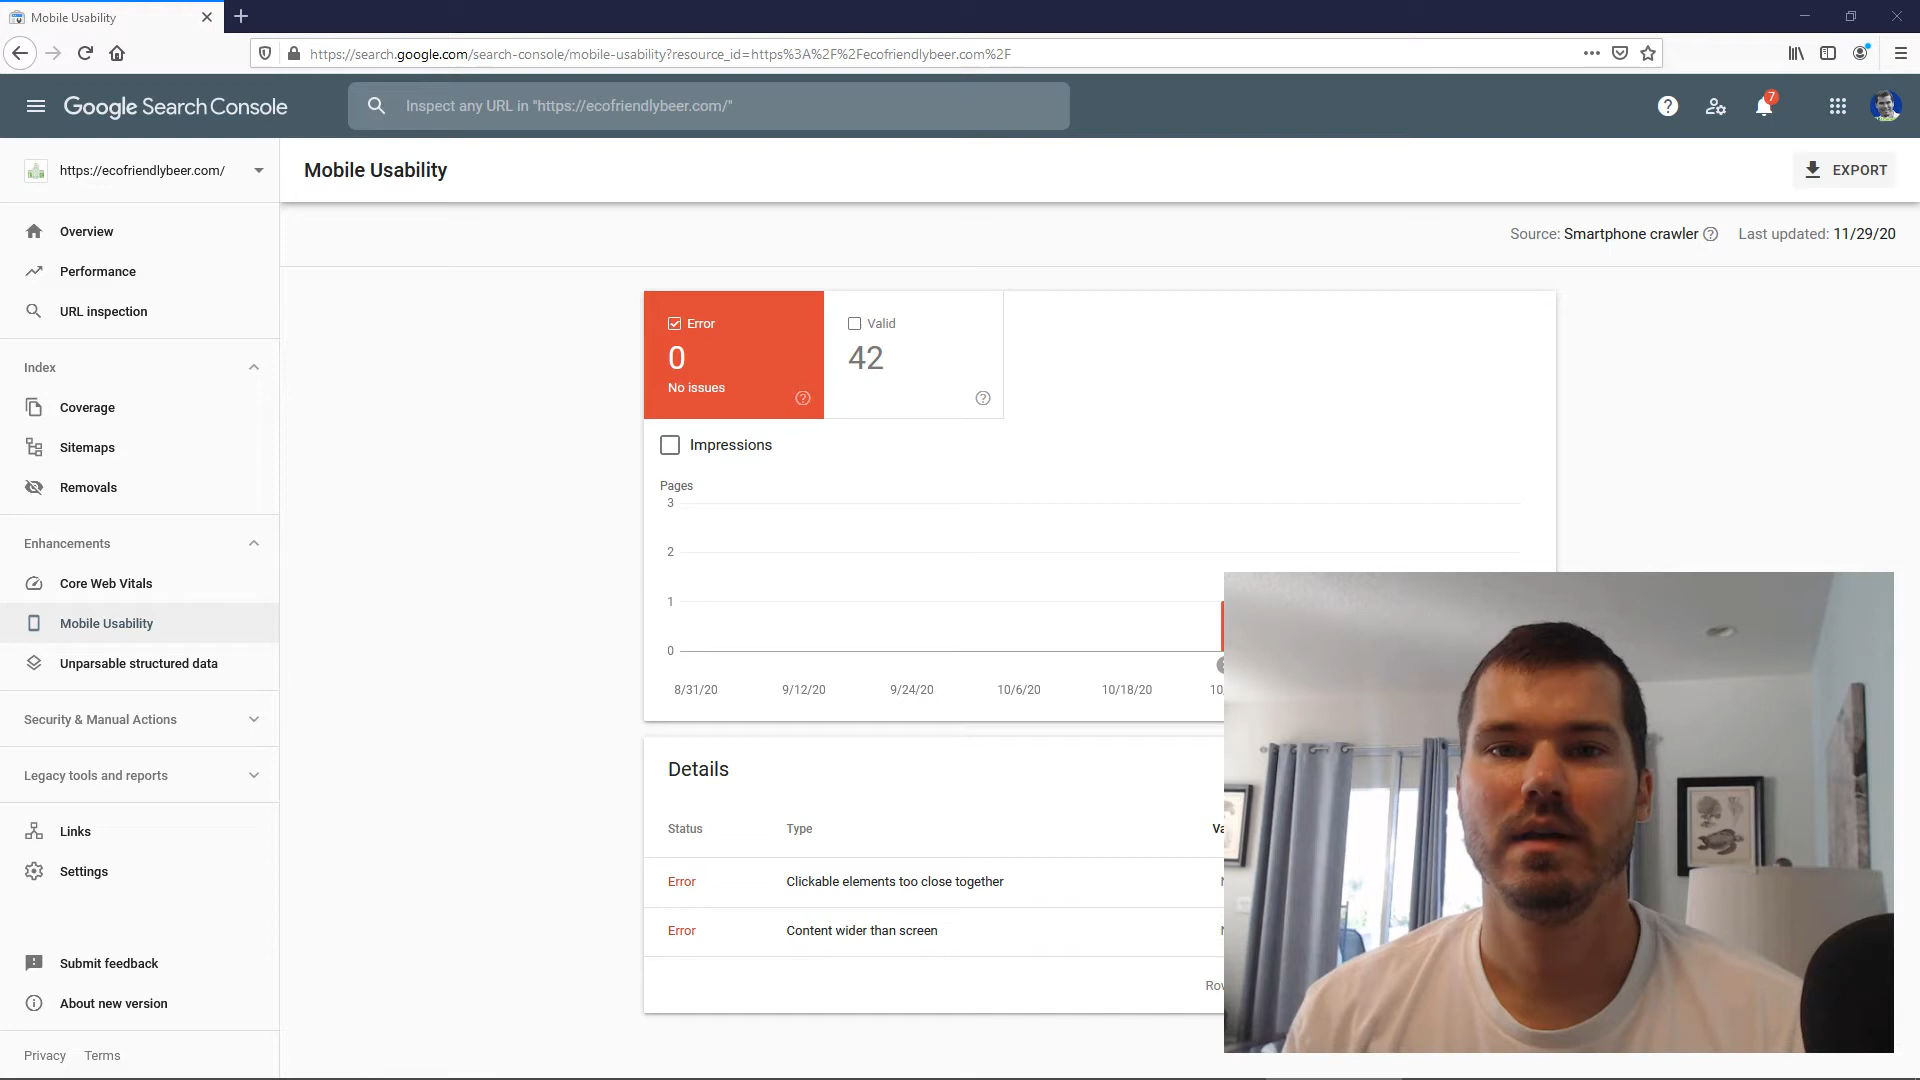 Mobile Usability
https://search.google.com/search-console/mobile-usability?resource_id=https%3A%2F%2Fecofriendlybeer.com%2F
Google Search Console
Inspect any URL in "https://ecofriendlybeer.com/"
7
https://ecofriendlybeer.com/
Mobile Usability
EXPORT
Source: Smartphone crawler
Last updated: 11/29/20
Overview
Performance
URL inspection
Index
Coverage
Sitemaps
Removals
Enhancements
Core Web Vitals
Mobile Usability
Unparsable structured data
Security & Manual Actions
Legacy tools and reports
Links
Settings
Submit feedback
About new version
Privacy Terms
Error
0
No issues
Valid
42
Impressions
Pages
3
2
1
0
8/31/20 9/12/20 9/24/20 10/6/20 10/18/20
Details
Status Type
Error Clickable elements too close together
Error Content wider than screen